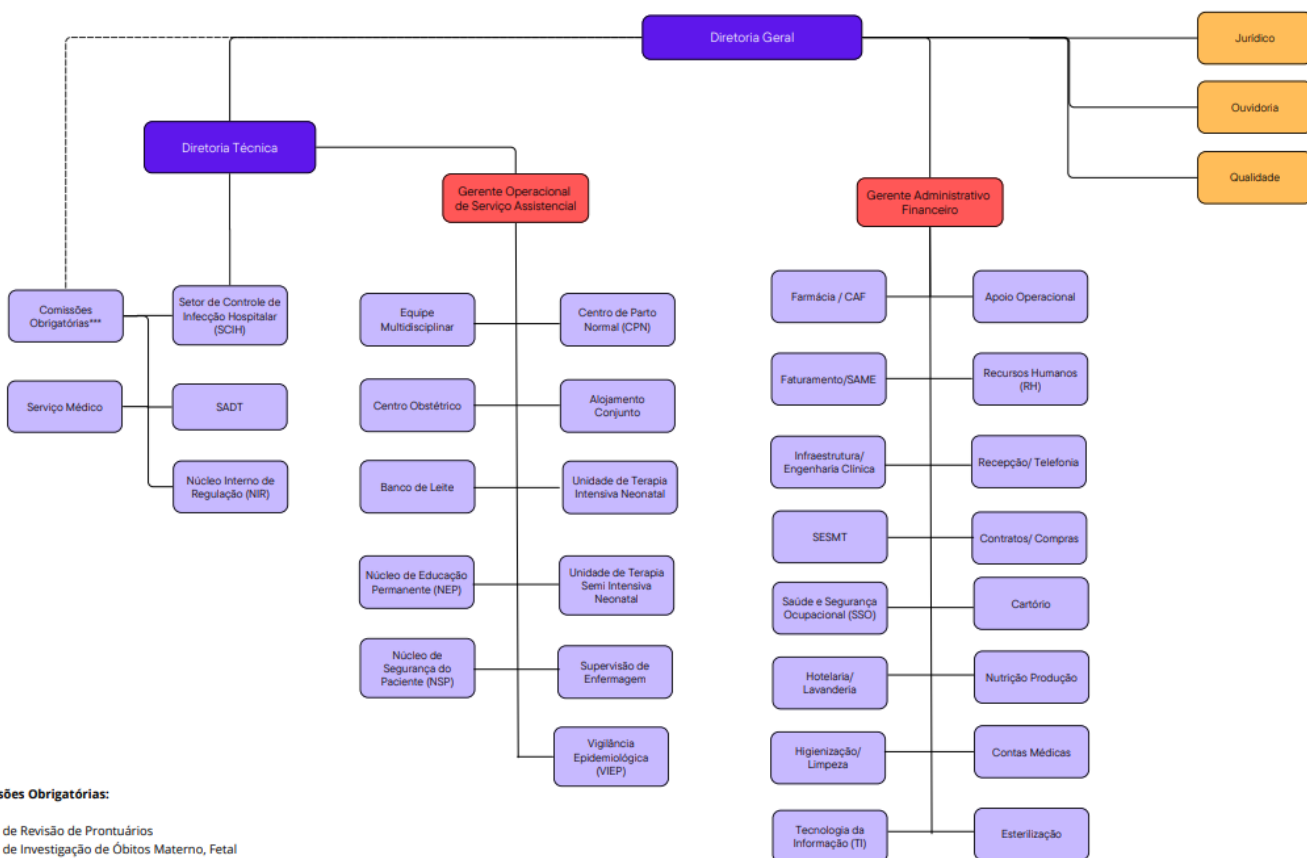 Diretoria Geral
Jurídico
Ouvidoria
Qualidade
Diretoria Técnica
Gerente Operacional
de Serviço Assistencial
Gerente Administrativo
Financeiro
Comissões
Obrigatórias***
Setor de Controle de
Infecção Hospitalar
(SCIH)
Serviço Médico
SADT
Núcleo Interno de
Regulação (NIR)
Equipe
Multidisciplinar
Centro de Parto
Normal (CPN)
Centro Obstétrico
Alojamento
Conjunto
Banco de Leite
Unidade de Terapia
Intensiva Neonatal
Núcleo de Educação
Permanente (NEP)
Unidade de Terapia
Semi Intensiva
Neonatal
Núcleo de
Segurança do
Paciente (NSP)
Supervisão de
Enfermagem
Vigilância
Epidemiológica
(VIEP)
Farmácia / CAF
Apoio Operacional
Faturamento/SAME
Recursos Humanos
(RH)
Infraestrutura/
Engenharia Clínica
Recepção/ Telefonia
SESMT
Contratos/ Compras
Saúde e Segurança
Ocupacional (SSO)
Cartório
Hotelaria/
Lavanderia
Nutrição Produção
Higienização/
Limpeza
Contas Médicas
Tecnologia da
Informação (TI)
Esterilização
sões Obrigatórias:
de Revisão de Prontuários
de Investigação de Óbitos Materno, Fetal